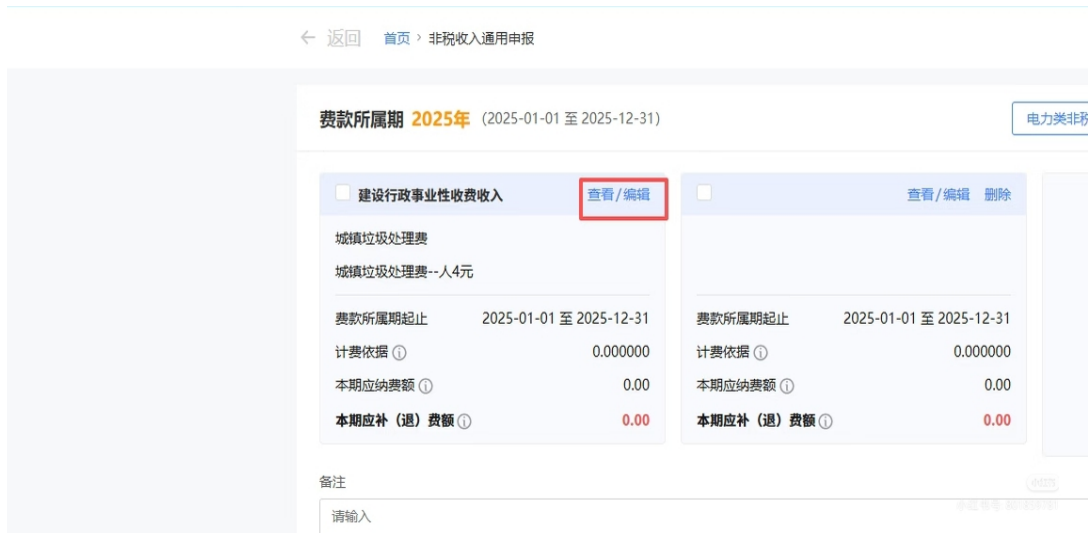 ← 返回 首页 › 非税收入通用申报
费款所属期 2025年 (2025-01-01 至 2025-12-31)
电力类非税
建设行政事业性收费收入 查看/编辑
城镇垃圾处理费
城镇垃圾处理费--人4元
费款所属期起止 2025-01-01 至 2025-12-31
计费依据 0.000000
本期应纳费额 0.00
本期应补（退）费额 0.00
查看/编辑 删除
费款所属期起止 2025-01-01 至 2025-12-31
计费依据 0.000000
本期应纳费额 0.00
本期应补（退）费额 0.00
备注
请输入